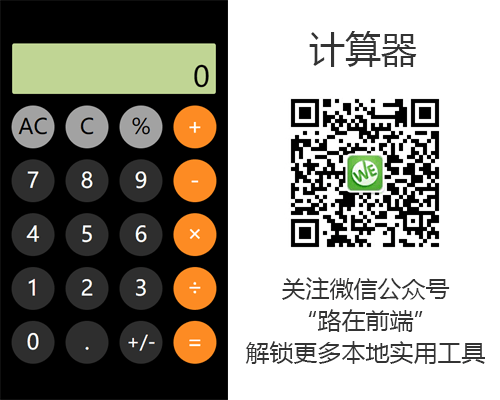 0
AC C % +
7 8 9 -
4 5 6 ×
1 2 3 ÷
0 . +/- =
计算器
WE
关注微信公众号
“路在前端”
解锁更多本地实用工具